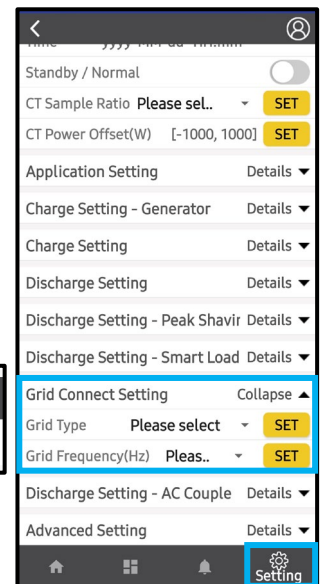 Standby / Normal
CT Sample Ratio Please sel.. SET
CT Power Offset(W) [-1000, 1000] SET
Application Setting Details ▼
Charge Setting - Generator Details ▼
Charge Setting Details ▼
Discharge Setting Details ▼
Discharge Setting - Peak Shavir Details ▼
Discharge Setting - Smart Load Details ▼
Grid Connect Setting Collapse ▲
Grid Type Please select SET
Grid Frequency(Hz) Pleas.. SET
Discharge Setting - AC Couple Details ▼
Advanced Setting Details ▼
Setting